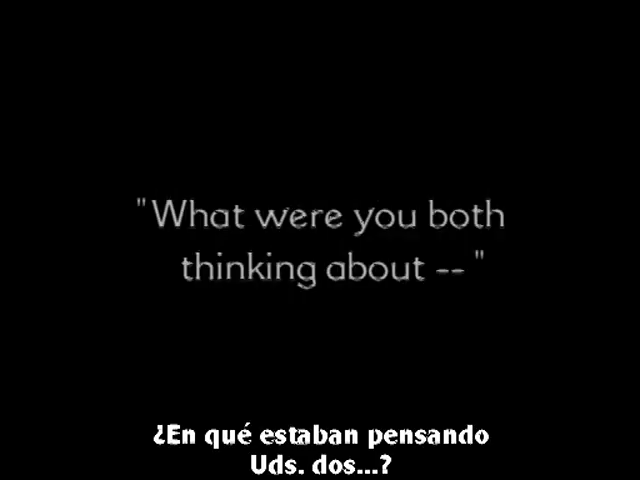 "What were you both
thinking about -- "
¿En qué estaban pensando
Uds. dos...?